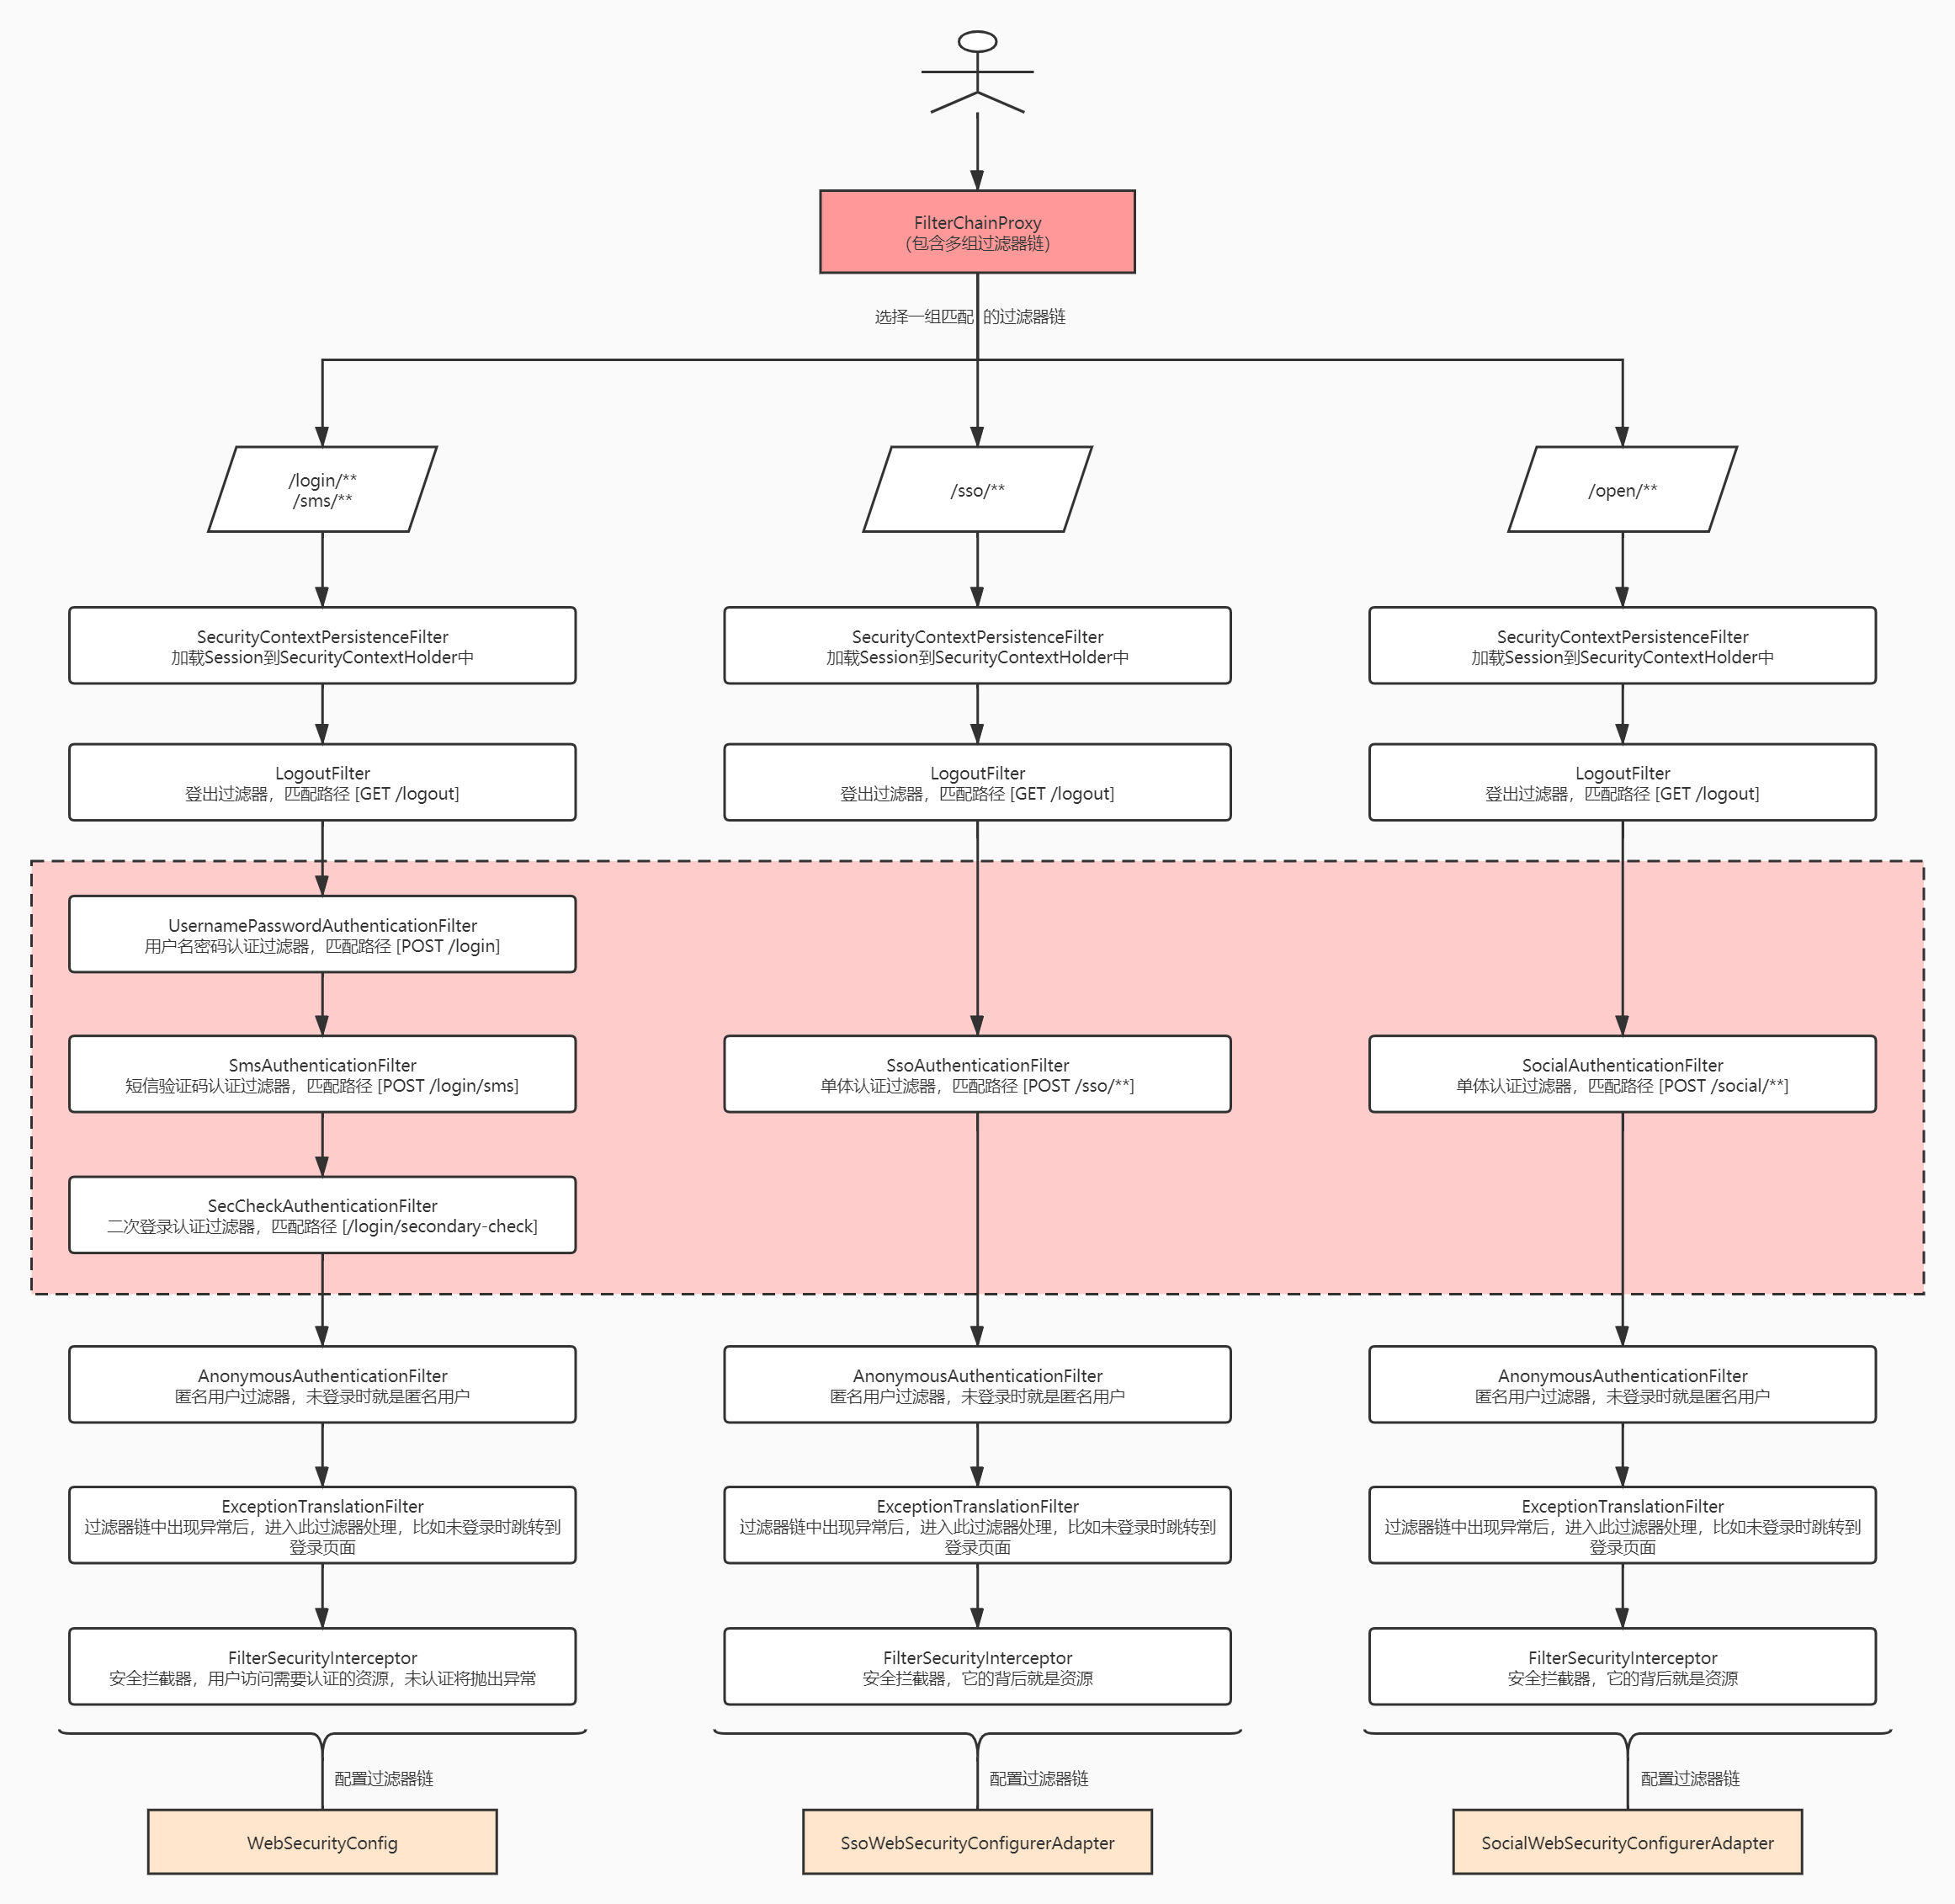 FilterChainProxy
(包含多组过滤器链)
选择一组匹配 的过滤器链
/login/**
/sms/**
/sso/**
/open/**
SecurityContextPersistenceFilter
加载Session到SecurityContextHolder中
SecurityContextPersistenceFilter
加载Session到SecurityContextHolder中
SecurityContextPersistenceFilter
加载Session到SecurityContextHolder中
LogoutFilter
登出过滤器，匹配路径 [GET /logout]
LogoutFilter
登出过滤器，匹配路径 [GET /logout]
LogoutFilter
登出过滤器，匹配路径 [GET /logout]
UsernamePasswordAuthenticationFilter
用户名密码认证过滤器，匹配路径 [POST /login]
SmsAuthenticationFilter
短信验证码认证过滤器，匹配路径 [POST /login/sms]
SsoAuthenticationFilter
单体认证过滤器，匹配路径 [POST /sso/**]
SocialAuthenticationFilter
单体认证过滤器，匹配路径 [POST /social/**]
SecCheckAuthenticationFilter
二次登录认证过滤器，匹配路径 [/login/secondary-check]
AnonymousAuthenticationFilter
匿名用户过滤器，未登录时就是匿名用户
AnonymousAuthenticationFilter
匿名用户过滤器，未登录时就是匿名用户
AnonymousAuthenticationFilter
匿名用户过滤器，未登录时就是匿名用户
ExceptionTranslationFilter
过滤器链中出现异常后，进入此过滤器处理，比如未登录时跳转到
登录页面
ExceptionTranslationFilter
过滤器链中出现异常后，进入此过滤器处理，比如未登录时跳转到
登录页面
ExceptionTranslationFilter
过滤器链中出现异常后，进入此过滤器处理，比如未登录时跳转到
登录页面
FilterSecurityInterceptor
安全拦截器，用户访问需要认证的资源，未认证将抛出异常
FilterSecurityInterceptor
安全拦截器，它的背后就是资源
FilterSecurityInterceptor
安全拦截器，它的背后就是资源
配置过滤器链
配置过滤器链
配置过滤器链
WebSecurityConfig
SsoWebSecurityConfigurerAdapter
SocialWebSecurityConfigurerAdapter